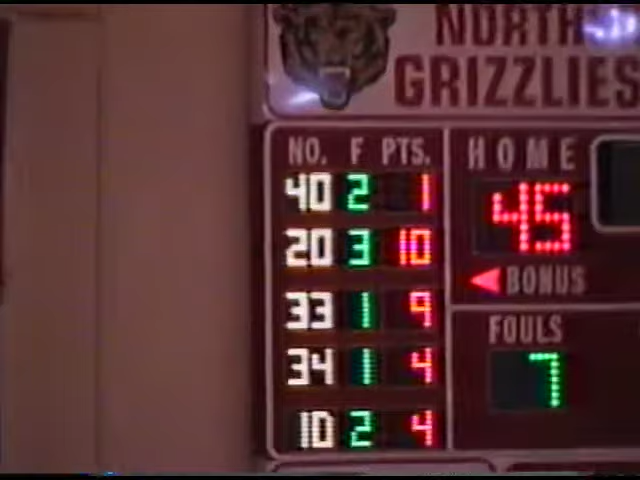 NORTH
GRIZZLIES
NO. F PTS.
40 2 1
20 3 10
33 1 9
34 1 4
10 2 4
HOME
45
BONUS
FOULS
7